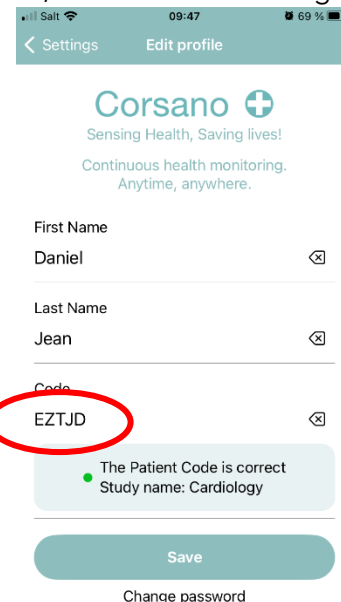 Salt 09:47 69 %
Settings Edit profile
Corsano
Sensing Health, Saving lives!
Continuous health monitoring.
Anytime, anywhere.
First Name
Daniel
Last Name
Jean
Code
EZTJD
The Patient Code is correct
Study name: Cardiology
Save
Change password